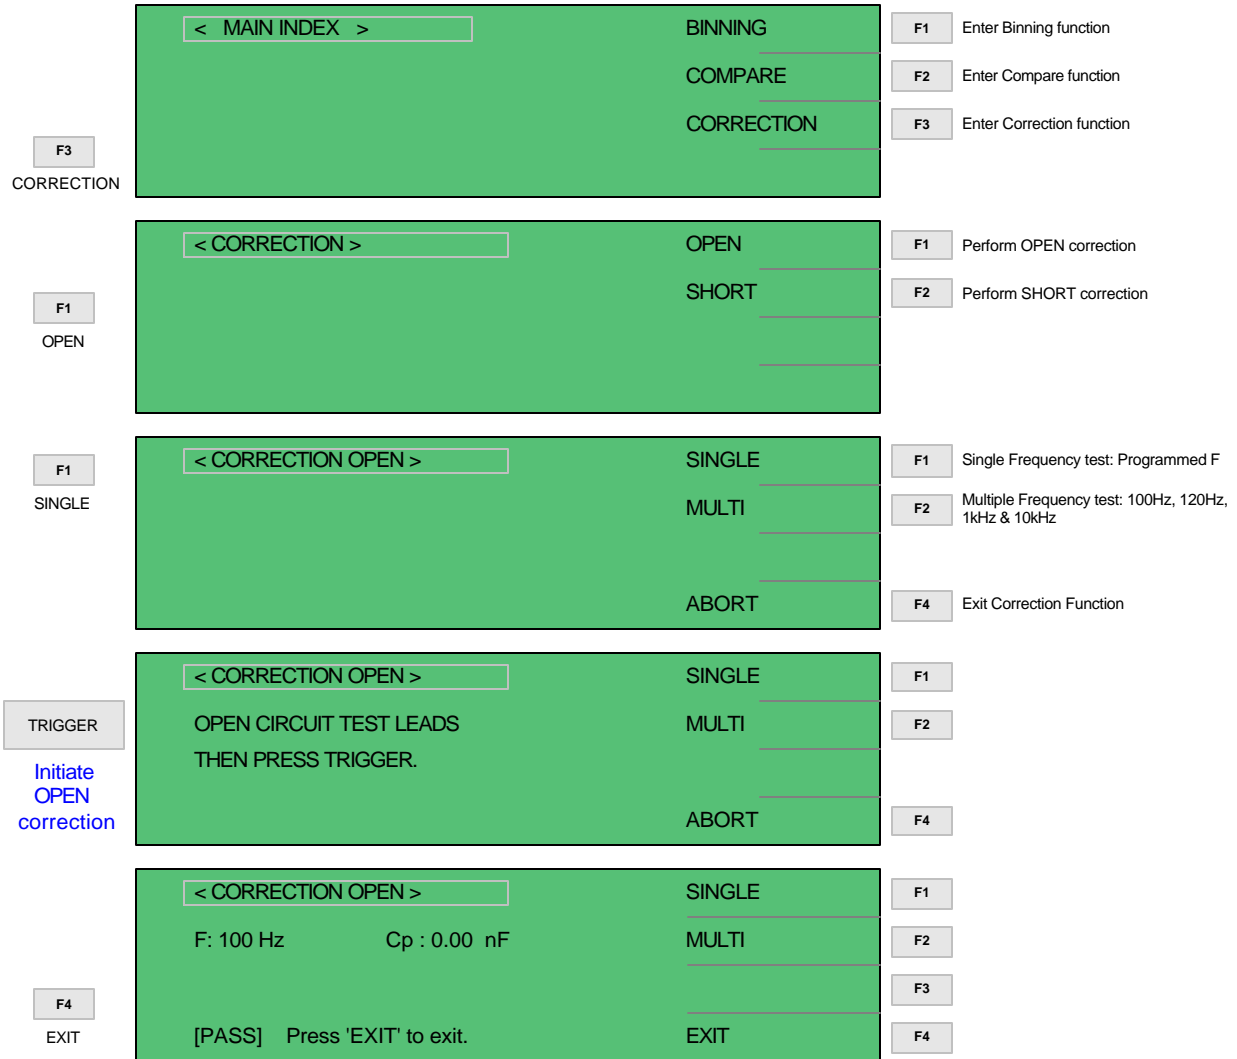 < MAIN INDEX >
BINNING
F1 Enter Binning function
COMPARE
F2 Enter Compare function
CORRECTION
F3 Enter Correction function
F3
CORRECTION
< CORRECTION >
OPEN
F1 Perform OPEN correction
SHORT
F2 Perform SHORT correction
F1
OPEN
< CORRECTION OPEN >
SINGLE
F1 Single Frequency test: Programmed F
F1
SINGLE
MULTI
F2 Multiple Frequency test: 100Hz, 120Hz,
1kHz & 10kHz
ABORT
F4 Exit Correction Function
< CORRECTION OPEN >
SINGLE
F1
TRIGGER
OPEN CIRCUIT TEST LEADS
MULTI
F2
THEN PRESS TRIGGER.
Initiate
OPEN
correction
ABORT
F4
< CORRECTION OPEN >
SINGLE
F1
F: 100 Hz Cp : 0.00 nF
MULTI
F2
F3
F4
EXIT
[PASS] Press 'EXIT' to exit.
EXIT
F4